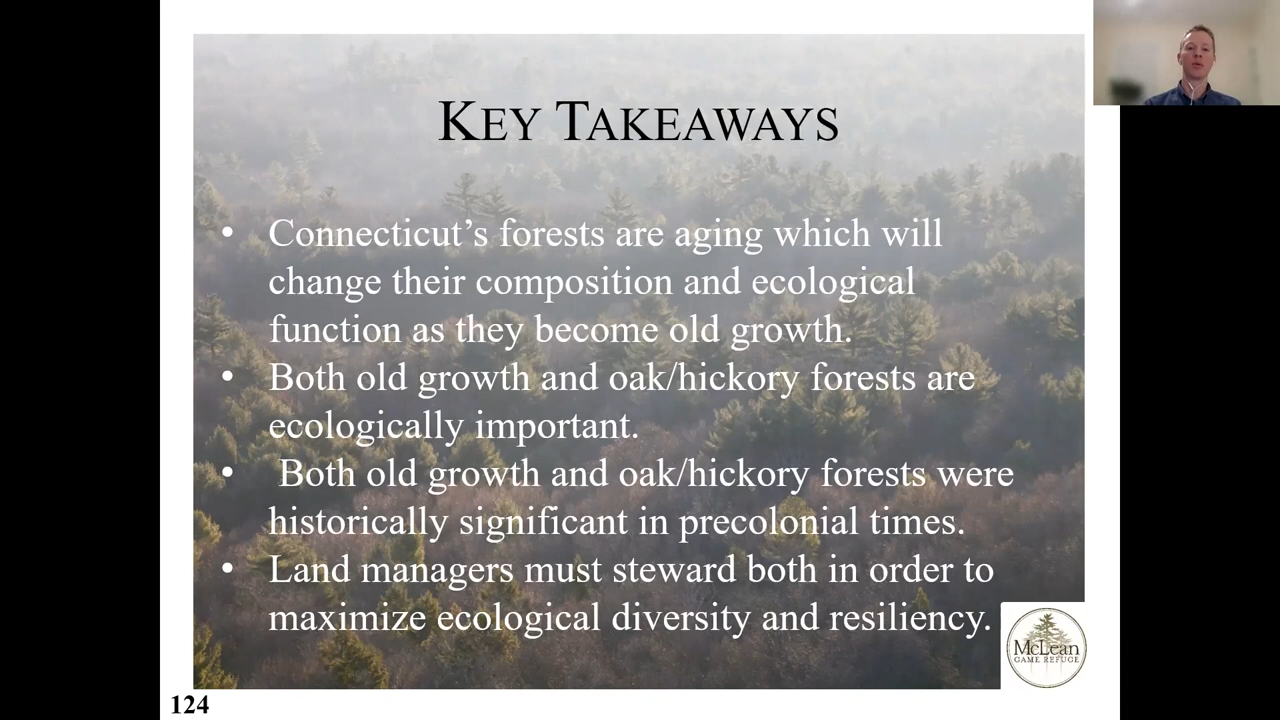 KEY TAKEAWAYS
• Connecticut’s forests are aging which will
change their composition and ecological
function as they become old growth.
• Both old growth and oak/hickory forests are
ecologically important.
• Both old growth and oak/hickory forests were
historically significant in precolonial times.
• Land managers must steward both in order to
maximize ecological diversity and resiliency.
McLean
GAME REFUGE
124